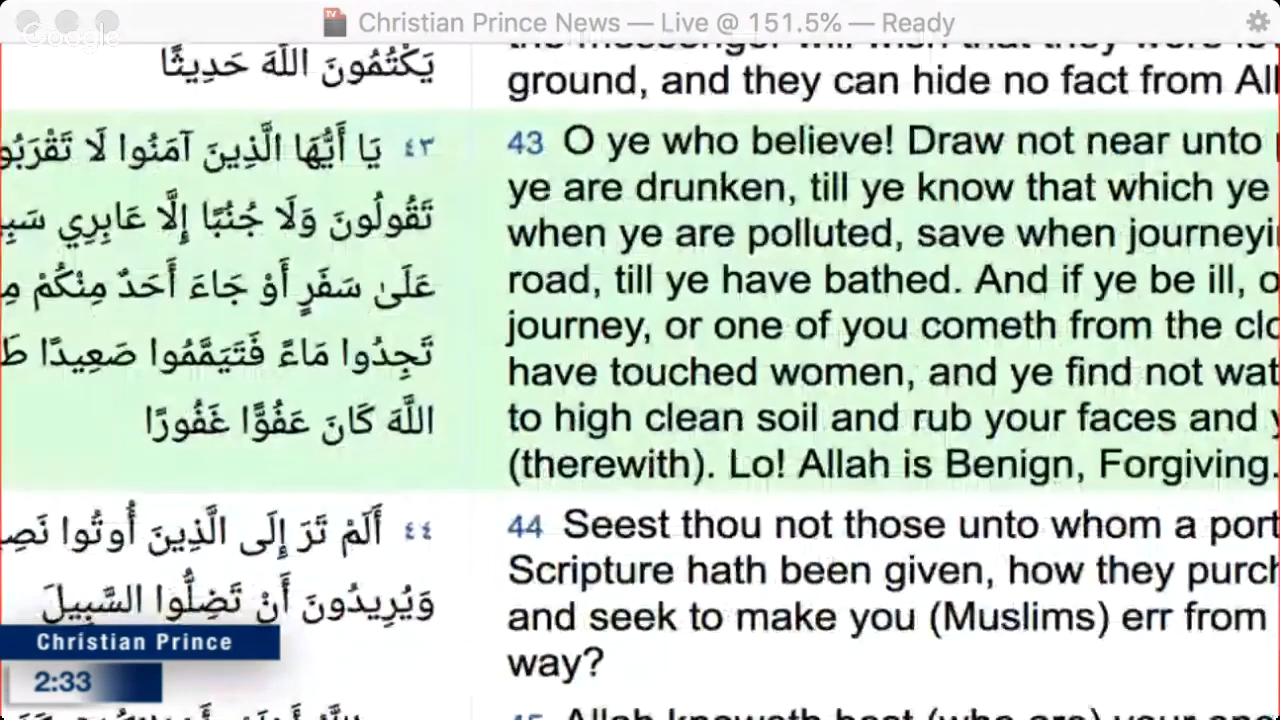 Google
Christian Prince News — Live @ 151.5% — Ready
يَكْتُمُونَ اللَّهَ حَدِيثًا
ground, and they can hide no fact from
٤٣ يَا أَيُّهَا الَّذِينَ آمَنُوا لَا
تَقُولُونَ وَلَا جُنُبًا إِلَّا عَابِرِي
عَلَىٰ سَفَرٍ أَوْ جَاءَ أَحَدٌ مِنْكُمْ
تَجِدُوا مَاءً فَتَيَمَّمُوا صَعِيدًا
اللَّهَ كَانَ عَفُوًّا غَفُورًا
43 O ye who believe! Draw not near unto
ye are drunken, till ye know that which ye
when ye are polluted, save when
road, till ye have bathed. And if ye be ill,
journey, or one of you cometh from the
have touched women, and ye find not
to high clean soil and rub your faces and
(therewith). Lo! Allah is Benign, Forgiving.
٤٤ أَلَمْ تَرَ إِلَى الَّذِينَ أُوتُوا
وَيُرِيدُونَ أَنْ تَضِلُّوا السَّبِيلَ
44 Seest thou not those unto whom a
Scripture hath been given, how they
and seek to make you (Muslims) err from
way?
Christian Prince
2:33